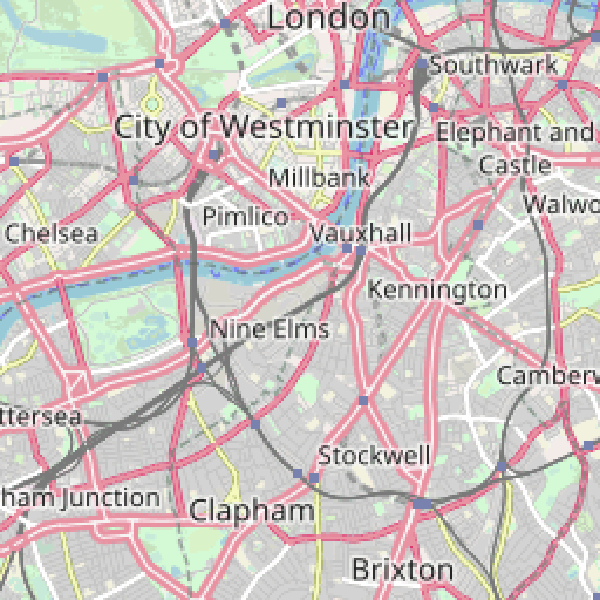 London
Southwark
City of Westminster
Elephant and
Castle
Millbank
Walwo
Pimlico
Chelsea
Vauxhall
Kennington
Nine Elms
Camberw
ttersea
Stockwell
ham Junction
Clapham
Brixton